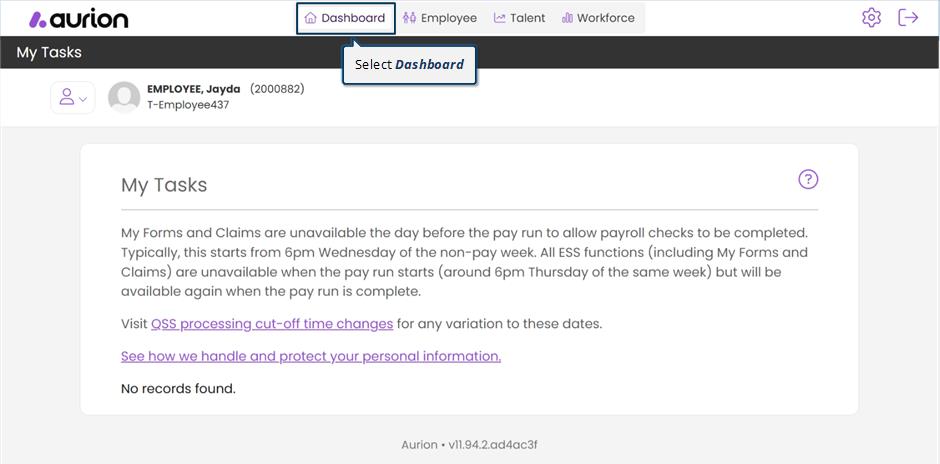 aurion Dashboard Employee Talent Workforce
My Tasks
Select Dashboard
EMPLOYEE, Jayda (2000882)
T-Employee437
My Tasks ?
My Forms and Claims are unavailable the day before the pay run to allow payroll checks to be completed.
Typically, this starts from 6pm Wednesday of the non-pay week. All ESS functions (including My Forms and
Claims) are unavailable when the pay run starts (around 6pm Thursday of the same week) but will be
available again when the pay run is complete.
Visit QSS processing cut-off time changes for any variation to these dates.
See how we handle and protect your personal information.
No records found.
Aurion • v11.94.2.ad4ac3f